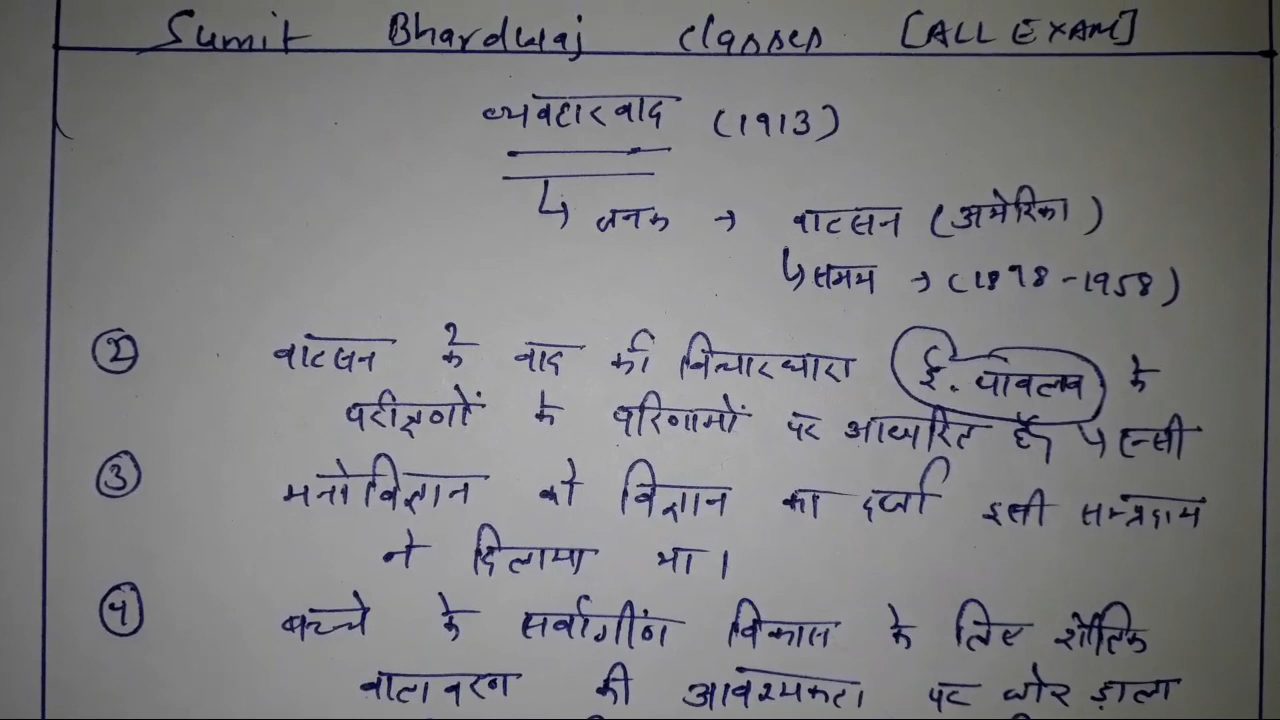 Sumit Bhardwaj Classes [ALL EXAM]
व्यवहारवाद (1913)
↳ जनक → वाटसन (अमेरिका)
↳ समय → (1878-1958)
② वाटसन के वाद की विचारधारा ई. पावलव के
परीक्षणों के परिणामों पर आधारित है। ↳ रूसी
③ मनोविज्ञान को विज्ञान का दर्जा इसी सम्प्रदाय
ने दिलाया था।
④ बच्चे के सर्वागींण विकास के लिए भौतिक
वातावरण की आवश्यकता पर जोर ड़ाला